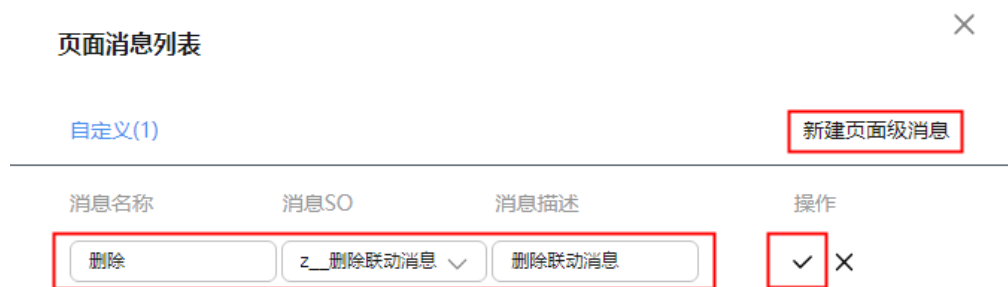 页面消息列表
自定义(1) 新建页面级消息
消息名称 消息SO 消息描述 操作
删除 z__删除联动消息 删除联动消息